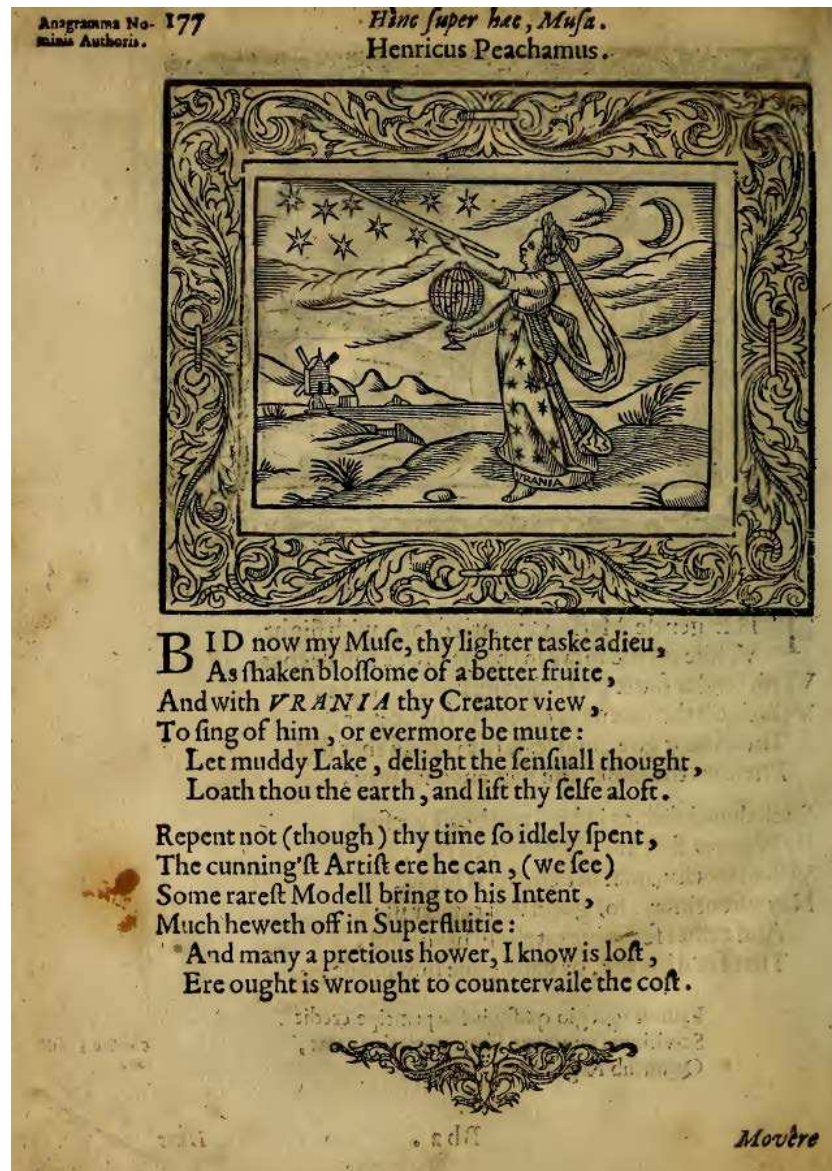 Anagramma No-
minis Authoris.
177
Hinc ſuper hæc, Muſa.
Henricus Peachamus.
VRANIA
BID now my Muſe, thy lighter taske adieu,
As ſhaken bloſſome of a better fruite,
And with VRANIA thy Creator view,
To ſing of him, or evermore be mute:
Let muddy Lake, delight the ſenſuall thought,
Loath thou the earth, and lift thy ſelfe aloft.
Repent not (though) thy time ſo idlely ſpent,
The cunning'ſt Artiſt ere he can, (we ſee)
Some rareſt Modell bring to his Intent,
Much heweth off in Superfluitie:
And many a pretious hower, I know is loſt,
Ere ought is wrought to countervaile the coſt.
Movère